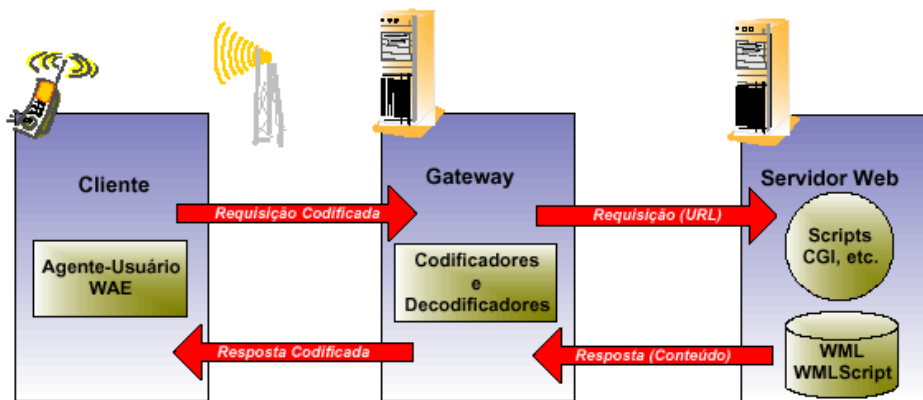 Cliente
Gateway
Servidor Web
Requisição Codificada
Requisição (URL)
Agente-Usuário
WAE
Codificadores
e
Decodificadores
Scripts
CGI, etc.
Resposta Codificada
Resposta (Conteúdo)
WML
WMLScript